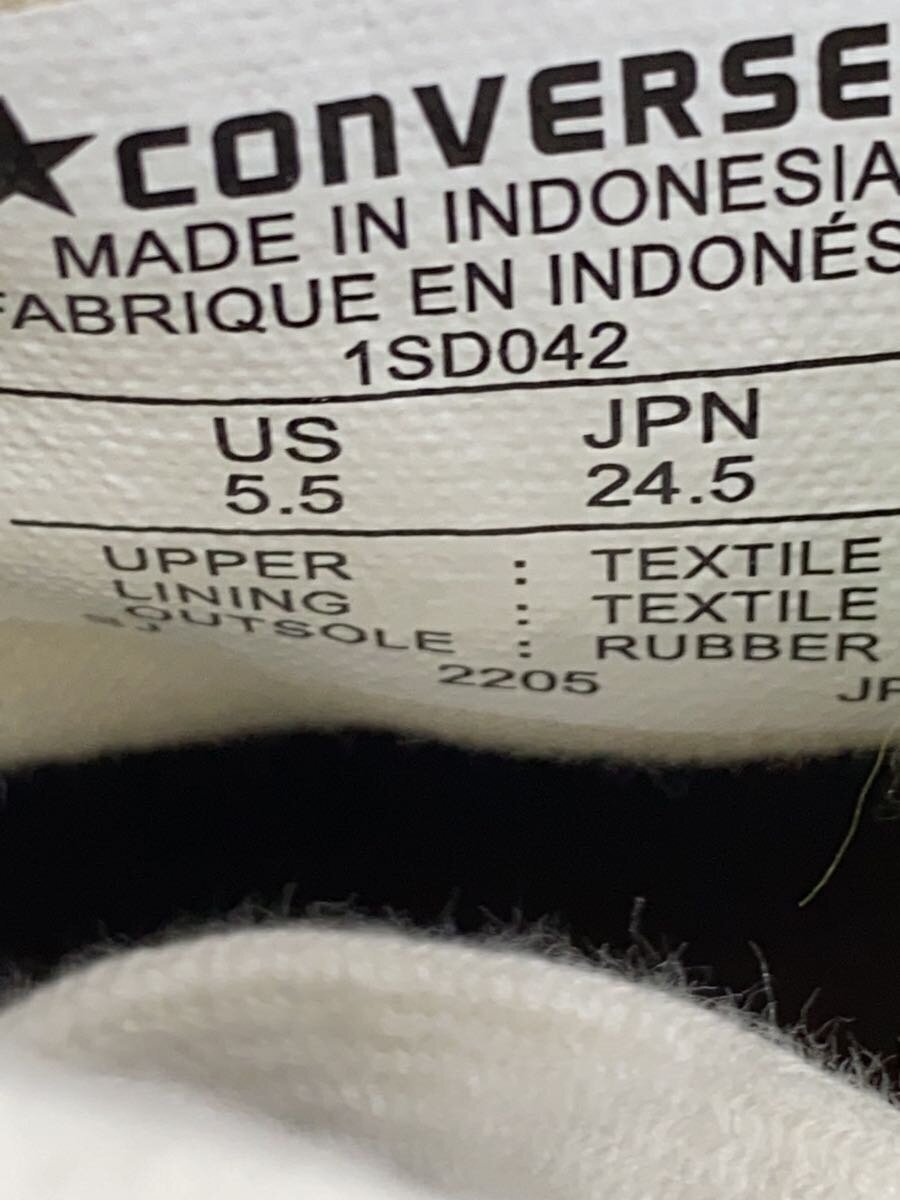 CONVERSE
MADE IN INDONESIA
FABRIQUE EN INDONÉS
1SD042
US JPN
5.5 24.5
UPPER : TEXTILE
LINING : TEXTILE
OUTSOLE : RUBBER
2205 JP